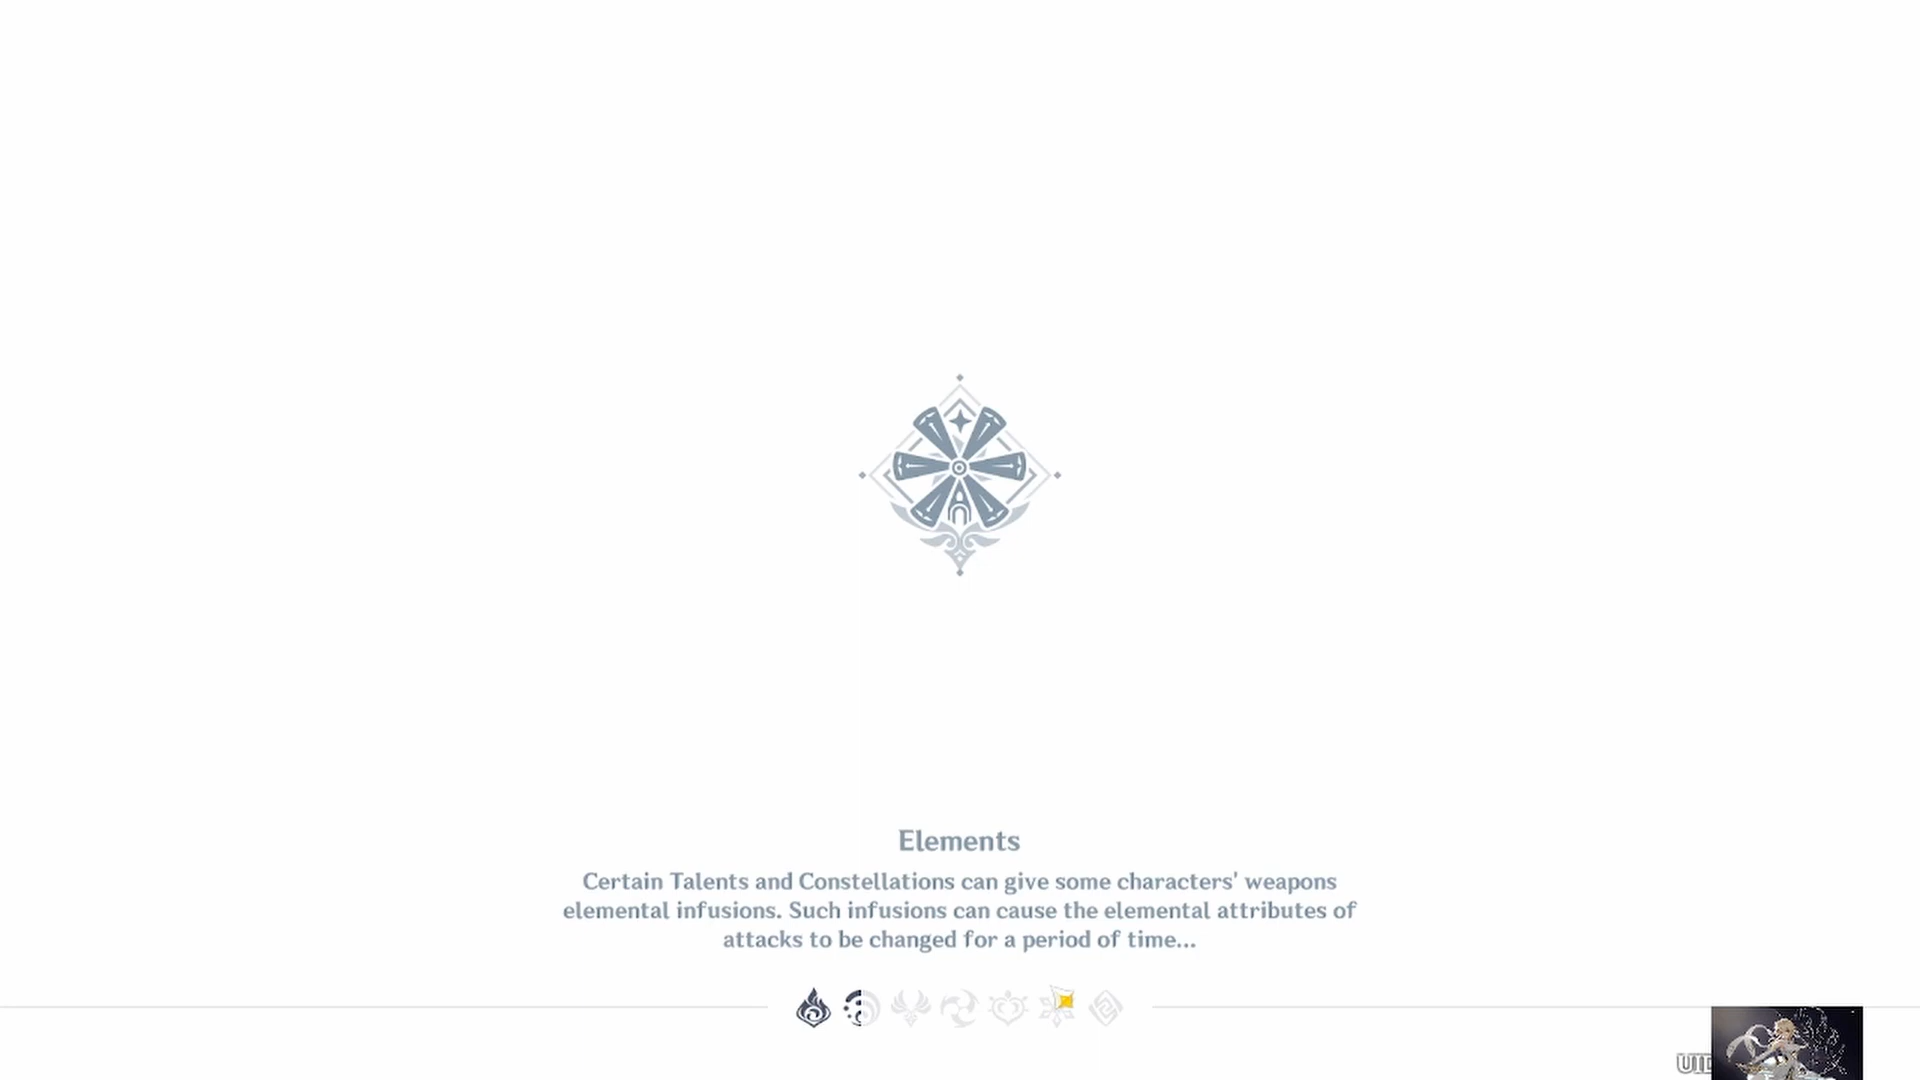 Elements
Certain Talents and Constellations can give some characters' weapons
elemental infusions. Such infusions can cause the elemental attributes of
attacks to be changed for a period of time...
UID